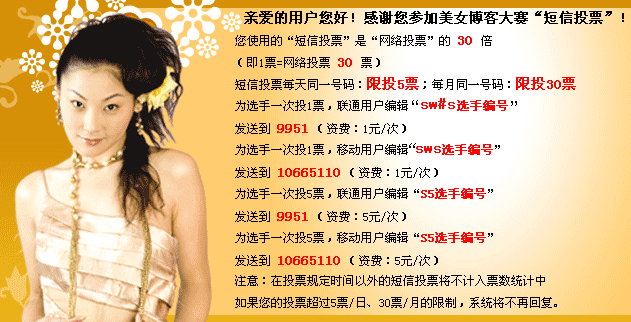 亲爱的用户您好！感谢您参加美女博客大赛“短信投票”！
您使用的“短信投票”是“网络投票”的 30 倍
（即1票=网络投票 30 票）
短信投票每天同一号码：限投5票；每月同一号码：限投30票
为选手一次投1票，联通用户编辑“sw#s选手编号”
发送到 9951（资费：1元/次）
为选手一次投1票，移动用户编辑“sws选手编号”
发送到 10665110（资费：1元/次）
为选手一次投5票，联通用户编辑“S5选手编号”
发送到 9951（资费：5元/次）
为选手一次投5票，移动用户编辑“S5选手编号”
发送到 10665110（资费：5元/次）
注意：在投票规定时间以外的短信投票将不计入票数统计中
如果您的投票超过5票/日、30票/月的限制，系统将不再回复。